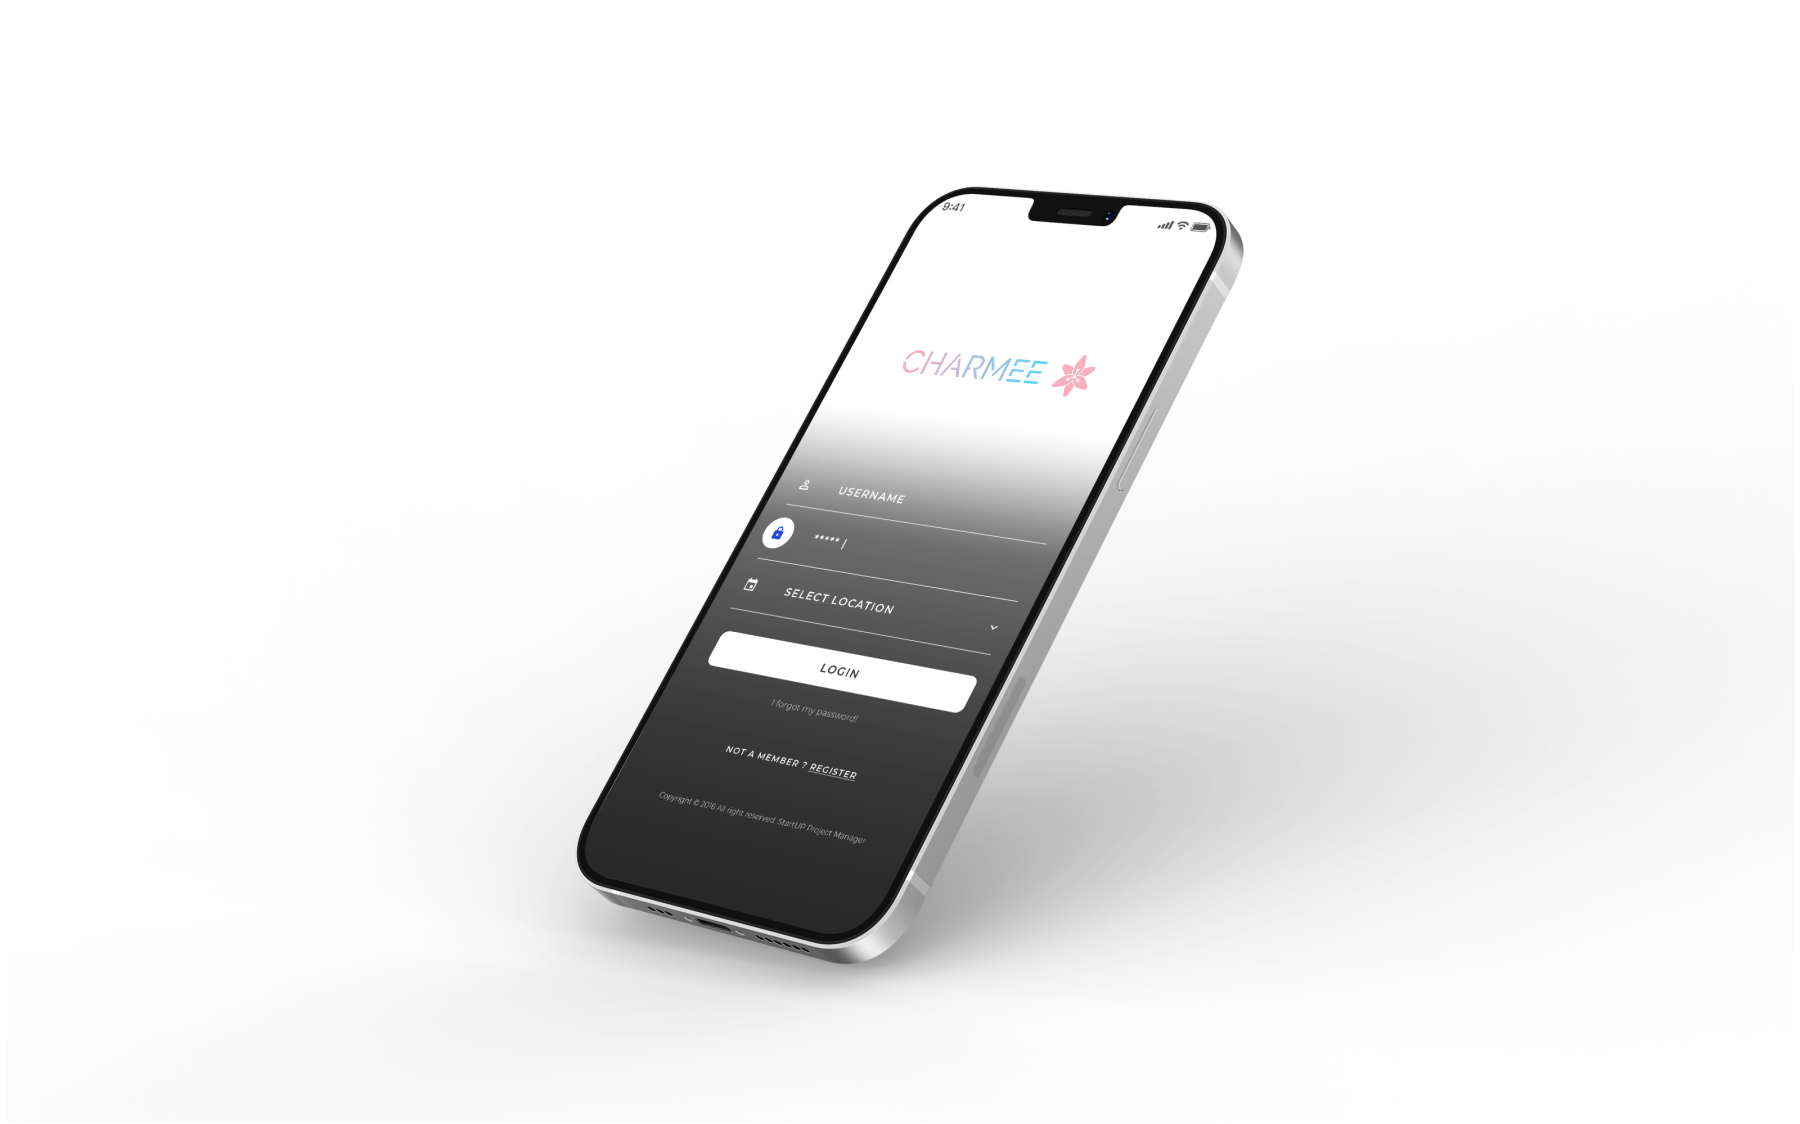 9:41
CHARMEE
USERNAME
***** |
SELECT LOCATION
LOGIN
I forgot my password!
NOT A MEMBER ? REGISTER
Copyright © 2016 All right reserved. StartUP Project Manager